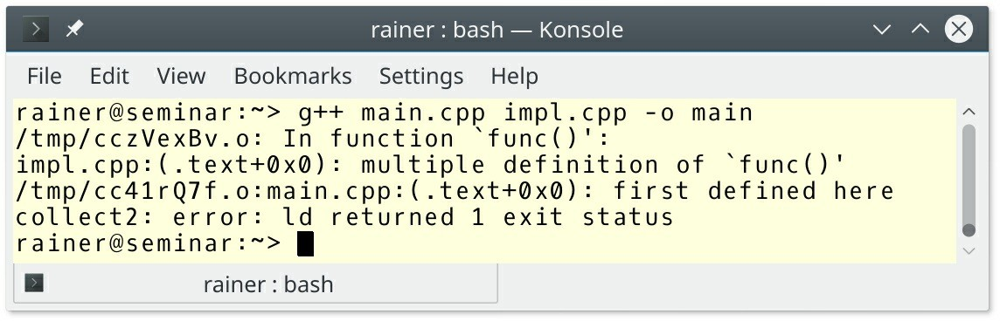 rainer : bash — Konsole
File Edit View Bookmarks Settings Help
rainer@seminar:~> g++ main.cpp impl.cpp -o main
/tmp/cczVexBv.o: In function `func()':
impl.cpp:(.text+0x0): multiple definition of `func()'
/tmp/cc41rQ7f.o:main.cpp:(.text+0x0): first defined here
collect2: error: ld returned 1 exit status
rainer@seminar:~>
rainer : bash